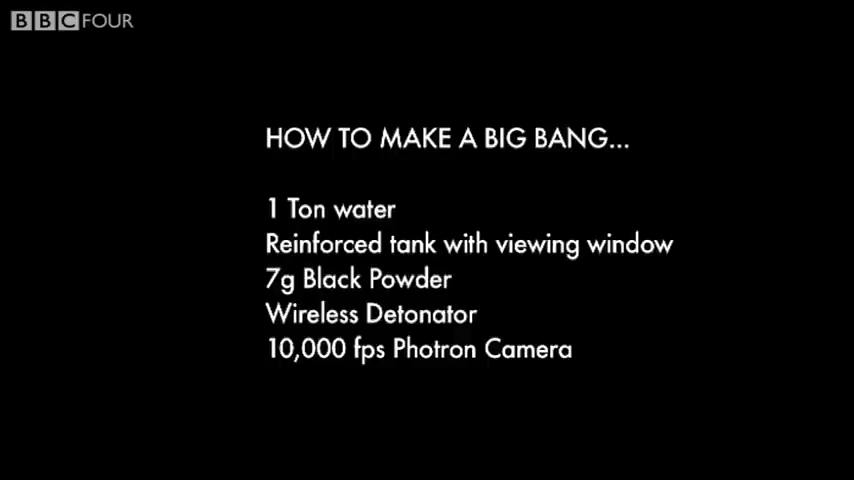 BBC FOUR
HOW TO MAKE A BIG BANG...
1 Ton water
Reinforced tank with viewing window
7g Black Powder
Wireless Detonator
10,000 fps Photron Camera